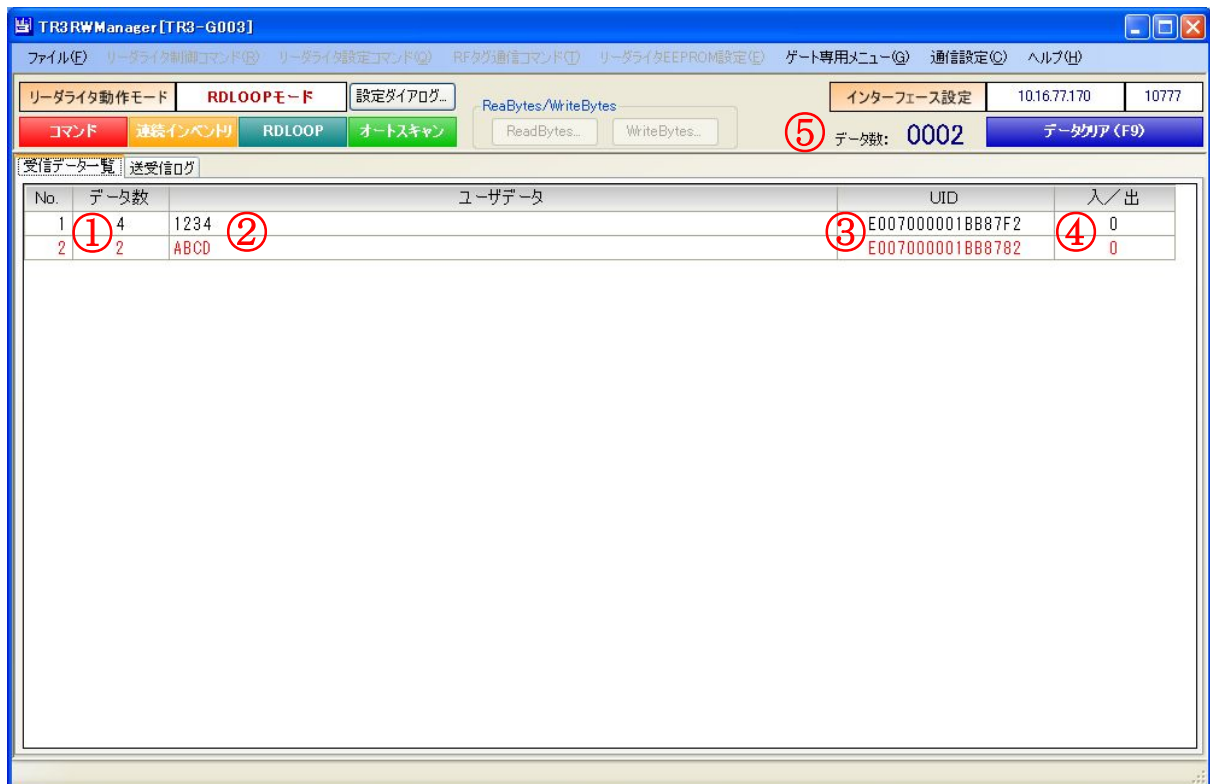 TR3RWManager[TR3-G003]
ファイル(F) リーダライタ制御コマンド(R) リーダライタ設定コマンド(Q) RFタグ通信コマンド(T) リーダライタEEPROM設定(E) ゲート専用メニュー(G) 通信設定(C) ヘルプ(H)
リーダライタ動作モード RDLOOPモード 設定ダイアログ... ReaBytes/WriteBytes インターフェース設定 10.16.77.170 10777
コマンド 連続インベントリ RDLOOP オートスキャン ReadBytes... WriteBytes... ⑤ データ数: 0002 データクリア(F9)
受信データ一覧 送受信ログ
No. データ数 ユーザデータ UID 入/出
1 ① 4 1234 ② ③ E007000001BB87F2 ④ 0
2 2 ABCD E007000001BB8782 0